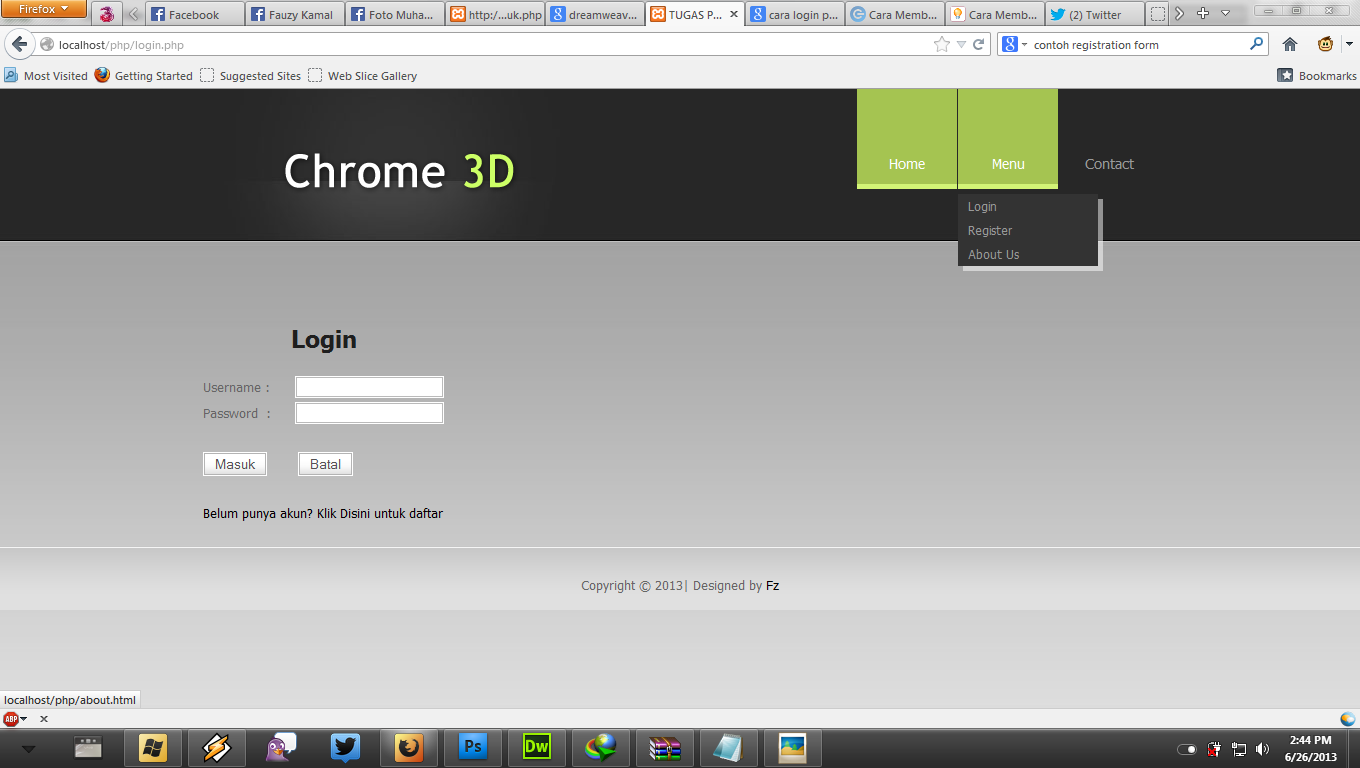 Firefox
Facebook
Fauzy Kamal
Foto Muha...
http:/...uk.php
dreamweav...
TUGAS P...
cara login p...
Cara Memb...
Cara Memb...
(2) Twitter
localhost/php/login.php
contoh registration form
Most Visited
Getting Started
Suggested Sites
Web Slice Gallery
Bookmarks
Chrome 3D
Home
Menu
Contact
Login
Register
About Us
Login
Username :
Password :
Masuk
Batal
Belum punya akun? Klik Disini untuk daftar
Copyright © 2013| Designed by Fz
localhost/php/about.html
ABP
Ps
Dw
2:44 PM
6/26/2013